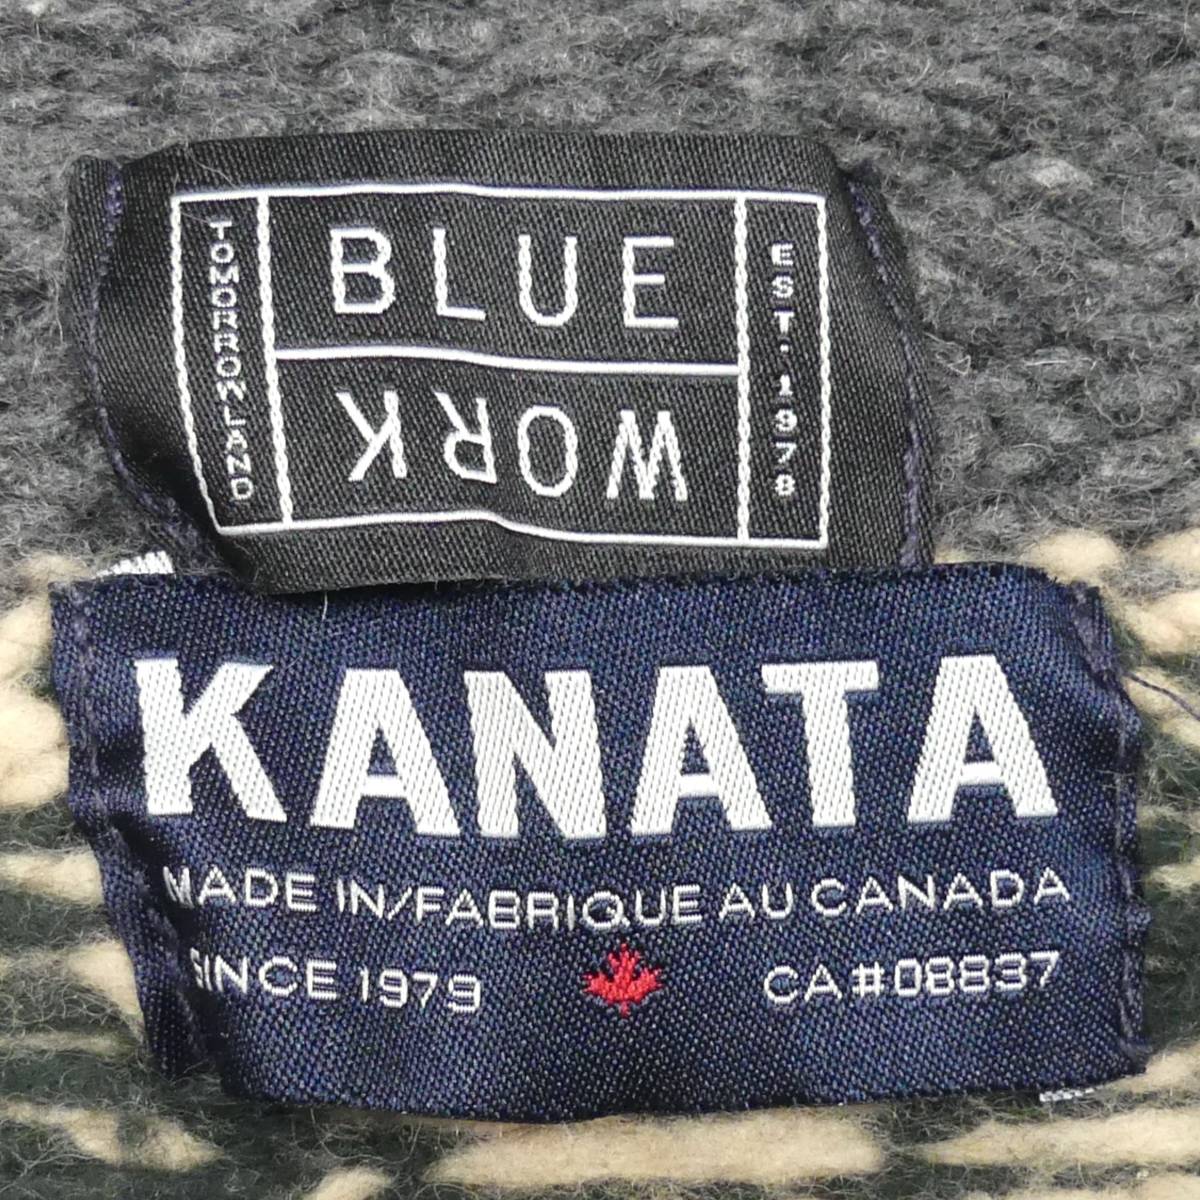 TOMORROWLAND
BLUE
WORK
EST.1978
KANATA
MADE IN/FABRIQUE AU CANADA
SINCE 1979
CA#08837